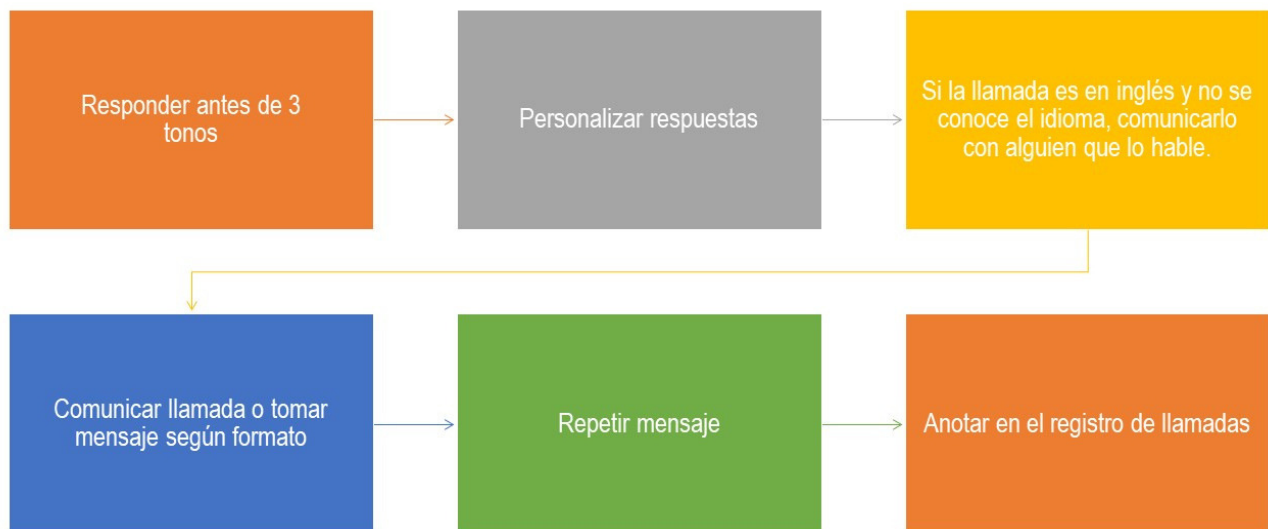 Responder antes de 3
tonos
Personalizar respuestas
Si la llamada es en inglés y no se
conoce el idioma, comunicarlo
con alguien que lo hable.
Comunicar llamada o tomar
mensaje según formato
Repetir mensaje
Anotar en el registro de llamadas